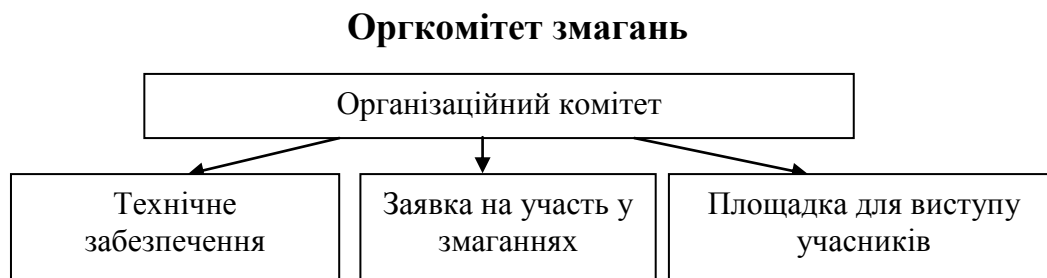 Оргкомітет змагань
Організаційний комітет
Технічне
забезпечення
Заявка на участь у
змаганнях
Площадка для виступу
учасників